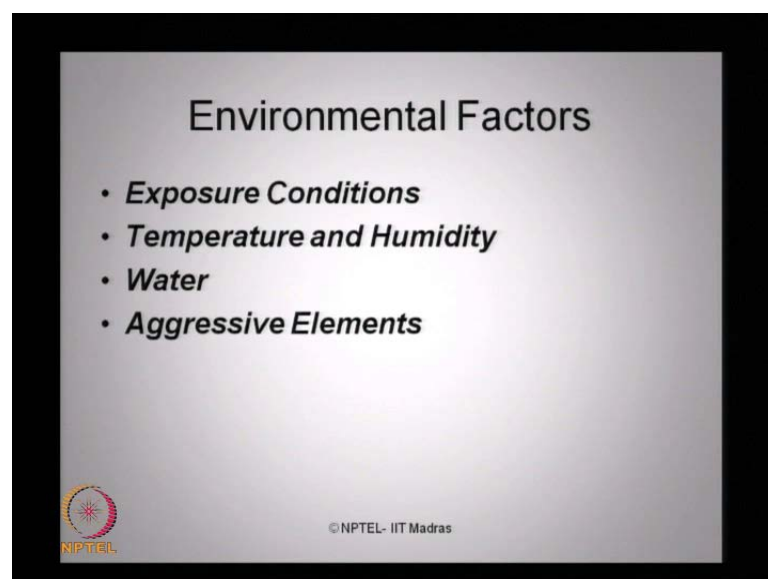 Environmental Factors
• Exposure Conditions
• Temperature and Humidity
• Water
• Aggressive Elements
NPTEL
©NPTEL- IIT Madras